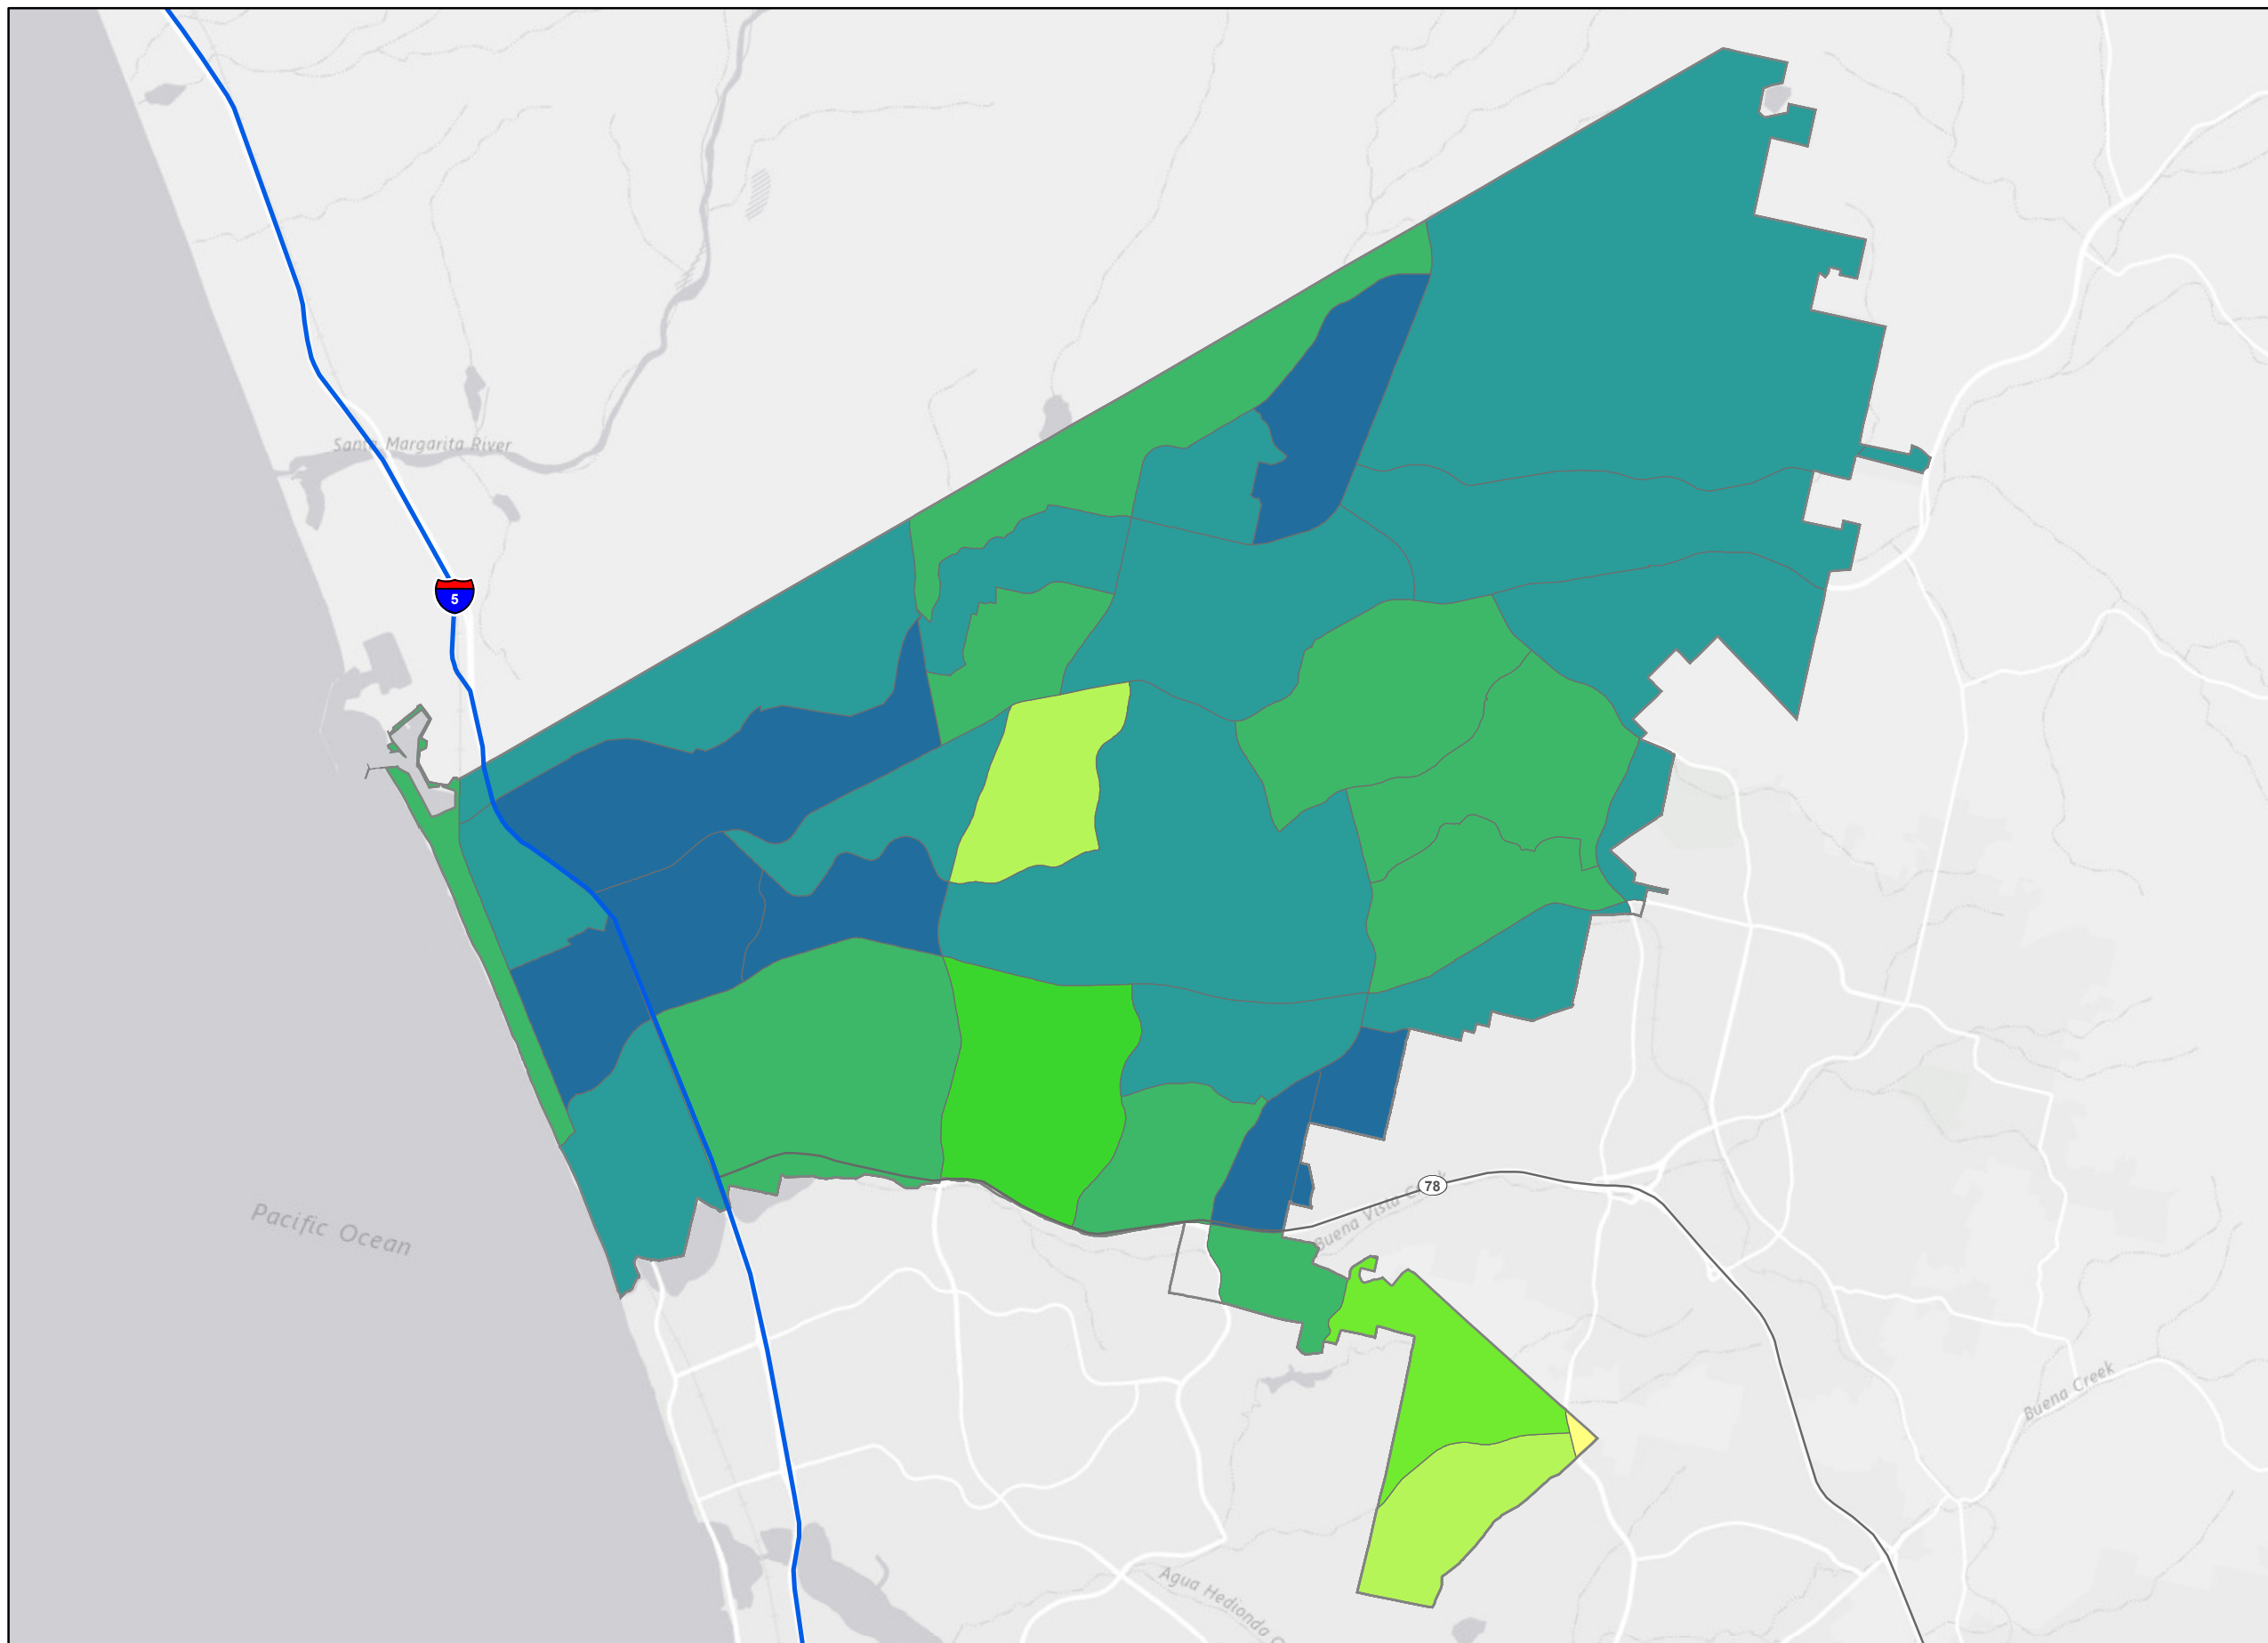 Santa Margarita River
5
78
Buena Vista C
Pacific Ocean
Buena Creek
Agua Hedionda C